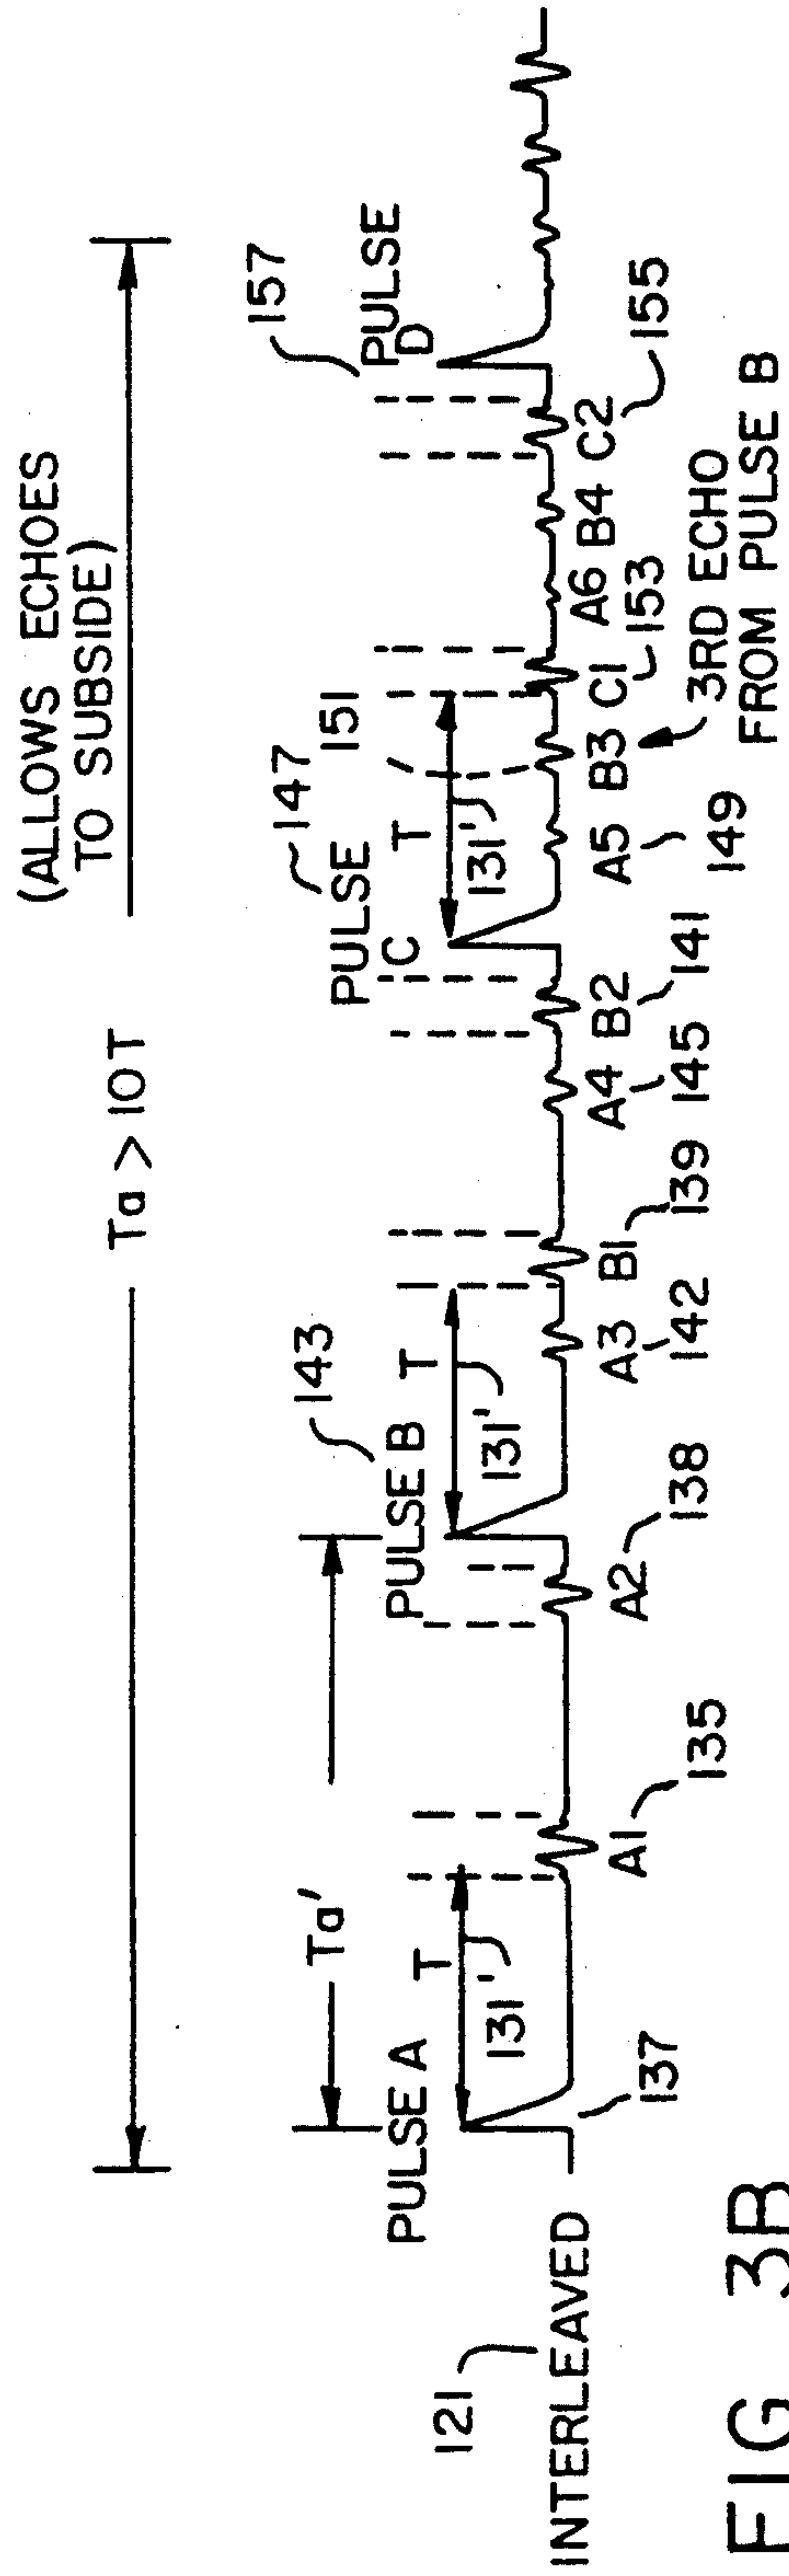 (ALLOWS ECHOES
TO SUBSIDE)
Ta > 10T
Ta'
PULSE A
T
131'
137
A1
135
A2
138
PULSE B
143
T
131'
A3
142
B1
139
A4
145
B2
141
PULSE
C
147
T
131'
151
A5
149
B3
3RD ECHO
FROM PULSE B
C1
153
A6
B4
C2
155
PULSE
D
157
121
INTERLEAVED
FIG 3B